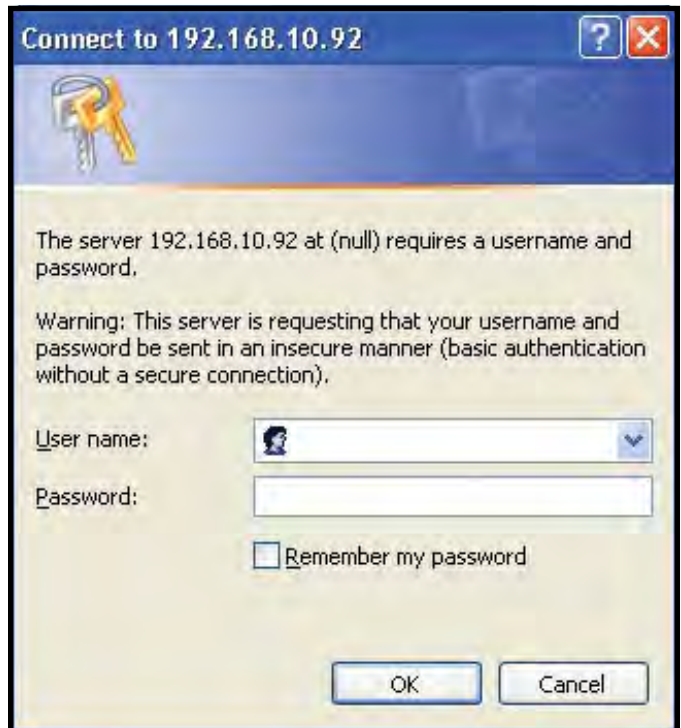 Connect to 192.168.10.92
The server 192.168.10.92 at (null) requires a username and
password.
Warning: This server is requesting that your username and
password be sent in an insecure manner (basic authentication
without a secure connection).
User name:
Password:
Remember my password
OK Cancel